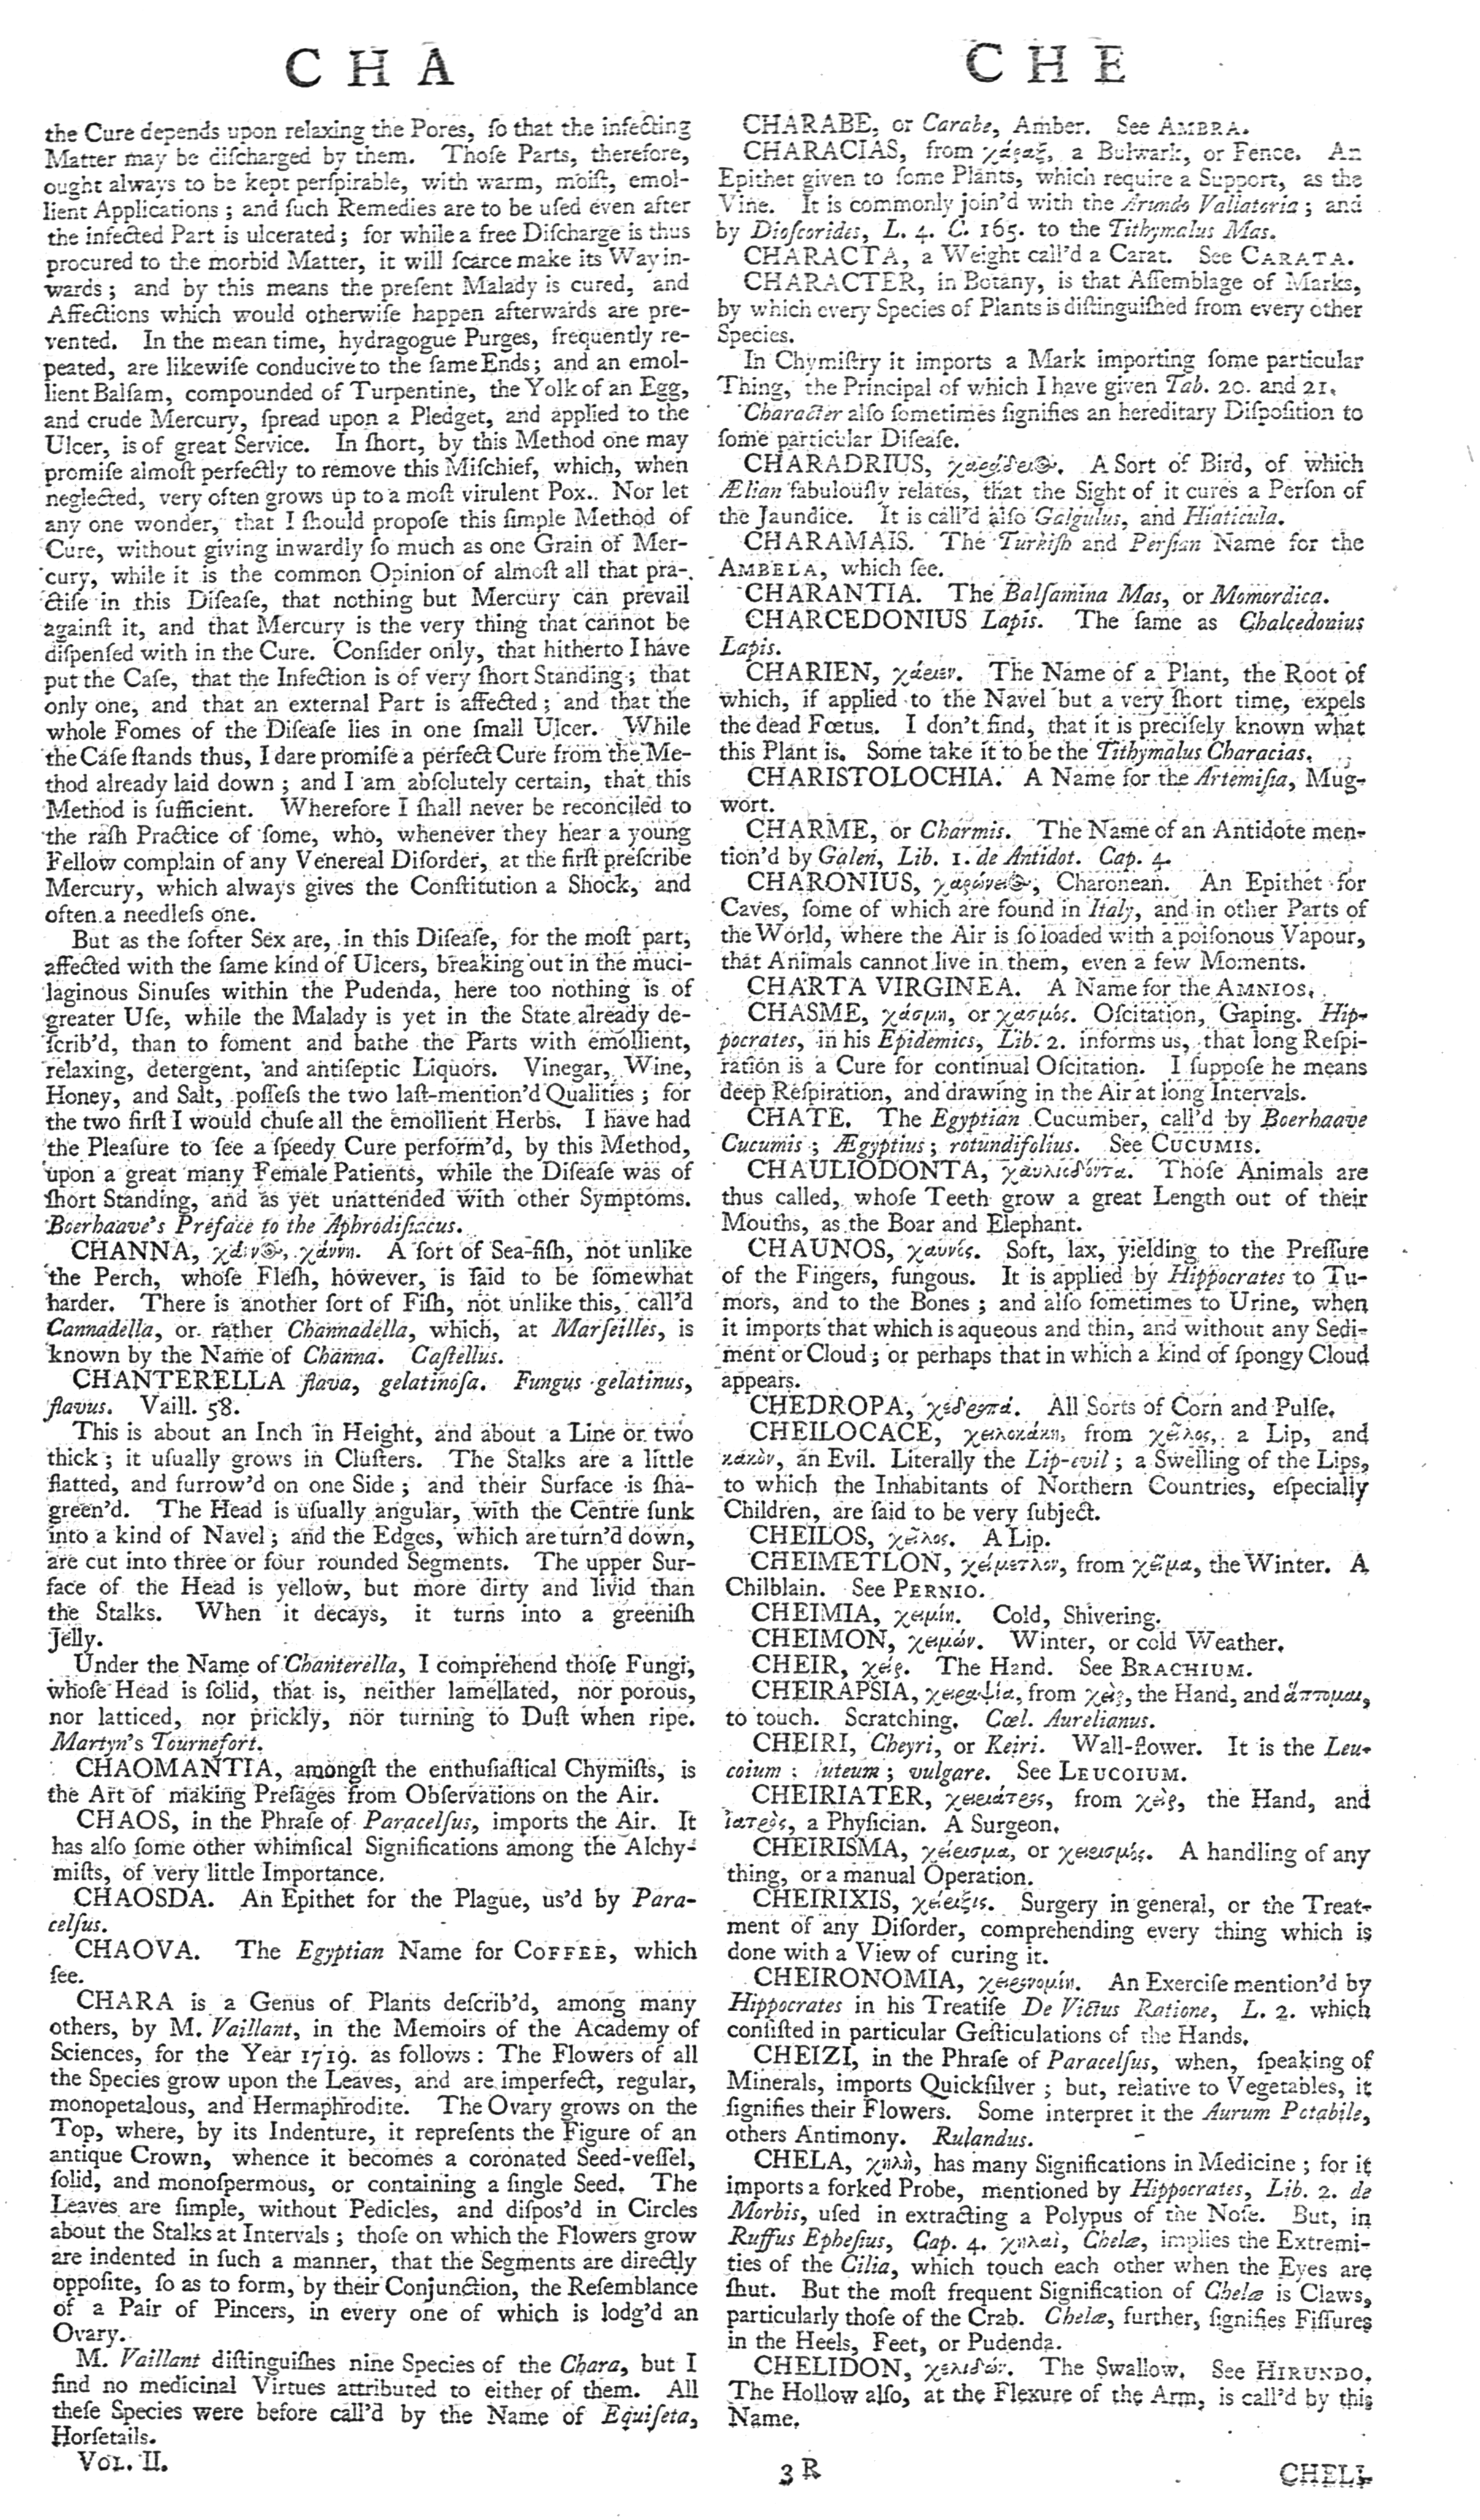 CHA
the Cure depends upon relaxing the Pores, ſo that the infecting
Matter may be diſcharged by them. Thoſe Parts, therefore,
ought always to be kept perſpirable, with warm, moiſt, emol-
lient Applications ; and ſuch Remedies are to be uſed even after
the infected Part is ulcerated ; for while a free Diſcharge is thus
procured to the morbid Matter, it will ſcarce make its Way in-
wards ; and by this means the preſent Malady is cured, and
Affections which would otherwiſe happen afterwards are pre-
vented. In the mean time, hydragogue Purges, frequently re-
peated, are likewiſe conducive to the ſame Ends ; and an emol-
lient Balſam, compounded of Turpentine, the Yolk of an Egg,
and crude Mercury, ſpread upon a Pledget, and applied to the
Ulcer, is of great Service. In ſhort, by this Method one may
promiſe almoſt perfectly to remove this Miſchief, which, when
neglected, very often grows up to a moſt virulent Pox.. Nor let
any one wonder, that I ſhould propoſe this ſimple Method of
Cure, without giving inwardly ſo much as one Grain of Mer-
cury, while it is the common Opinion of almoſt all that pra-
ctiſe in this Diſeaſe, that nothing but Mercury can prevail
againſt it, and that Mercury is the very thing that cannot be
diſpenſed with in the Cure. Conſider only, that hitherto I have
put the Caſe, that the Infection is of very ſhort Standing ; that
only one, and that an external Part is affected ; and that the
whole Fomes of the Diſeaſe lies in one ſmall Ulcer. While
the Caſe ſtands thus, I dare promiſe a perfect Cure from the Me-
thod already laid down ; and I am abſolutely certain, that this
Method is ſufficient. Wherefore I ſhall never be reconciled to
the raſh Practice of ſome, who, whenever they hear a young
Fellow complain of any Venereal Diſorder, at the firſt preſcribe
Mercury, which always gives the Conſtitution a Shock, and
often a needleſs one.
But as the ſofter Sex are, in this Diſeaſe, for the moſt part,
affected with the ſame kind of Ulcers, breaking out in the muci-
laginous Sinuſes within the Pudenda, here too nothing is of
greater Uſe, while the Malady is yet in the State already de-
ſcrib'd, than to foment and bathe the Parts with emollient,
relaxing, detergent, and antiſeptic Liquors. Vinegar, Wine,
Honey, and Salt, poſſeſs the two laſt-mention'd Qualities ; for
the two firſt I would chuſe all the emollient Herbs. I have had
the Pleaſure to ſee a ſpeedy Cure perform'd, by this Method,
upon a great many Female Patients, while the Diſeaſe was of
ſhort Standing, and as yet unattended with other Symptoms.
Boerhaave's Preface to the Aphrodiſiacus.
CHANNA, χάννος, χάννη. A ſort of Sea-fiſh, not unlike
the Perch, whoſe Fleſh, however, is ſaid to be ſomewhat
harder. There is another ſort of Fiſh, not unlike this, call'd
Cannadella, or rather Channadella, which, at Marſeilles, is
known by the Name of Channa. Caſtellus.
CHANTERELLA flava, gelatinoſa. Fungus gelatinus,
flavus. Vaill. 58.
This is about an Inch in Height, and about a Line or two
thick ; it uſually grows in Cluſters. The Stalks are a little
flatted, and furrow'd on one Side ; and their Surface is ſha-
green'd. The Head is uſually angular, with the Centre ſunk
into a kind of Navel ; and the Edges, which are turn'd down,
are cut into three or four rounded Segments. The upper Sur-
face of the Head is yellow, but more dirty and livid than
the Stalks. When it decays, it turns into a greeniſh
Jelly.
Under the Name of Chanterella, I comprehend thoſe Fungi,
whoſe Head is ſolid, that is, neither lamellated, nor porous,
nor latticed, nor prickly, nor turning to Duſt when ripe.
Martyn's Tournefort.
CHAOMANTIA, amongſt the enthuſiaſtical Chymiſts, is
the Art of making Preſages from Obſervations on the Air.
CHAOS, in the Phraſe of Paracelſus, imports the Air. It
has alſo ſome other whimſical Significations among the Alchy-
miſts, of very little Importance.
CHAOSDA. An Epithet for the Plague, us'd by Para-
celſus.
CHAOVA. The Egyptian Name for COFFEE, which
ſee.
CHARA is a Genus of Plants deſcrib'd, among many
others, by M. Vaillant, in the Memoirs of the Academy of
Sciences, for the Year 1719. as follows : The Flowers of all
the Species grow upon the Leaves, and are imperfect, regular,
monopetalous, and Hermaphrodite. The Ovary grows on the
Top, where, by its Indenture, it repreſents the Figure of an
antique Crown, whence it becomes a coronated Seed-veſſel,
ſolid, and monoſpermous, or containing a ſingle Seed. The
Leaves are ſimple, without Pedicles, and diſpos'd in Circles
about the Stalks at Intervals ; thoſe on which the Flowers grow
are indented in ſuch a manner, that the Segments are directly
oppoſite, ſo as to form, by their Conjunction, the Reſemblance
of a Pair of Pincers, in every one of which is lodg'd an
Ovary.
M. Vaillant diſtinguiſhes nine Species of the Chara, but I
find no medicinal Virtues attributed to either of them. All
theſe Species were before call'd by the Name of Equiſeta,
Horſetails.
VOL. II.
CHE
CHARABE, or Carabe, Amber. See AMBRA.
CHARACIAS, from χάραξ, a Bulwark, or Fence. An
Epithet given to ſome Plants, which require a Support, as the
Vine. It is commonly join'd with the Arundo Vallatoria ; and
by Dioſcorides, L. 4. C. 165. to the Tithymalus Mas.
CHARACTA, a Weight call'd a Carat. See CARATA.
CHARACTER, in Botany, is that Aſſemblage of Marks,
by which every Species of Plants is diſtinguiſhed from every other
Species.
In Chymiſtry it imports a Mark importing ſome particular
Thing, the Principal of which I have given Tab. 20. and 21.
Character alſo ſometimes ſignifies an hereditary Diſpoſition to
ſome particular Diſeaſe.
CHARADRIUS, χαραδριος. A Sort of Bird, of which
Ælian fabulouſly relates, that the Sight of it cures a Perſon of
the Jaundice. It is call'd alſo Galgulus, and Hiaticula.
CHARAMAIS. The Turkiſh and Perſian Name for the
AMBELA, which ſee.
CHARANTIA. The Balſamina Mas, or Momordica.
CHARCEDONIUS Lapis. The ſame as Chalcedonius
Lapis.
CHARIEN, χάριεν. The Name of a Plant, the Root of
which, if applied to the Navel but a very ſhort time, expels
the dead Fœtus. I don't find, that it is preciſely known what
this Plant is. Some take it to be the Tithymalus Characias.
CHARISTOLOCHIA. A Name for the Artemiſia, Mug-
wort.
CHARME, or Charmis. The Name of an Antidote men-
tion'd by Galen, Lib. 1. de Antidot. Cap. 4.
CHARONIUS, χαρώνειος, Charonean. An Epithet for
Caves, ſome of which are found in Italy, and in other Parts of
the World, where the Air is ſo loaded with a poiſonous Vapour,
that Animals cannot live in them, even a few Moments.
CHARTA VIRGINEA. A Name for the AMNIOS.
CHASME, χάσμη, or χασμὸς. Oſcitation, Gaping. Hip-
pocrates, in his Epidemics, Lib. 2. informs us, that long Reſpi-
ration is a Cure for continual Oſcitation. I ſuppoſe he means
deep Reſpiration, and drawing in the Air at long Intervals.
CHATE. The Egyptian Cucumber, call'd by Boerhaave
Cucumis ; Ægyptius ; rotundifolius. See CUCUMIS.
CHAULIODONTA, χαυλιόδοντα. Thoſe Animals are
thus called, whoſe Teeth grow a great Length out of their
Mouths, as the Boar and Elephant.
CHAUNOS, χαυνός. Soft, lax, yielding to the Preſſure
of the Fingers, fungous. It is applied by Hippocrates to Tu-
mors, and to the Bones ; and alſo ſometimes to Urine, when
it imports that which is aqueous and thin, and without any Sedi-
ment or Cloud ; or perhaps that in which a kind of ſpongy Cloud
appears.
CHEDROPA, χεδροπά. All Sorts of Corn and Pulſe.
CHEILOCACE, χειλοκάκη, from χεῖλος, a Lip, and
κακὸν, an Evil. Literally the Lip-evil ; a Swelling of the Lips,
to which the Inhabitants of Northern Countries, eſpecially
Children, are ſaid to be very ſubject.
CHEILOS, χεῖλος. A Lip.
CHEIMETLON, χείμετλον, from χεῖμα, the Winter. A
Chilblain. See PERNIO.
CHEIMIA, χειμίη. Cold, Shivering.
CHEIMON, χειμών. Winter, or cold Weather.
CHEIR, χείρ. The Hand. See BRACHIUM.
CHEIRAPSIA, χειραψία, from χεὶρ, the Hand, and ἅπτομαι,
to touch. Scratching. Cœl. Aurelianus.
CHEIRI, Cheyri, or Keiri. Wall-flower. It is the Leu-
coium ; luteum ; vulgare. See LEUCOIUM.
CHEIRIATER, χειριάτρος, from χεὶρ, the Hand, and
ἰατρὸς, a Phyſician. A Surgeon.
CHEIRISMA, χείρισμα, or χειρισμός. A handling of any
thing, or a manual Operation.
CHEIRIXIS, χείριξις. Surgery in general, or the Treat-
ment of any Diſorder, comprehending every thing which is
done with a View of curing it.
CHEIRONOMIA, χειρονομίη. An Exerciſe mention'd by
Hippocrates in his Treatiſe De Victus Ratione, L. 2. which
conſiſted in particular Geſticulations of the Hands.
CHEIZI, in the Phraſe of Paracelſus, when, ſpeaking of
Minerals, imports Quickſilver ; but, relative to Vegetables, it
ſignifies their Flowers. Some interpret it the Aurum Potabile,
others Antimony. Rulandus.
CHELA, χηλὴ, has many Significations in Medicine ; for it
imports a forked Probe, mentioned by Hippocrates, Lib. 2. de
Morbis, uſed in extracting a Polypus of the Noſe. But, in
Ruffus Epheſius, Cap. 4. χηλαὶ, Chelæ, implies the Extremi-
ties of the Cilia, which touch each other when the Eyes are
ſhut. But the moſt frequent Signification of Chelæ is Claws,
particularly thoſe of the Crab. Chelæ, further, ſignifies Fiſſures
in the Heels, Feet, or Pudenda.
CHELIDON, χελιδών. The Swallow. See HIRUNDO.
The Hollow alſo, at the Flexure of the Arm, is call'd by this
Name.
3 R
CHELI-